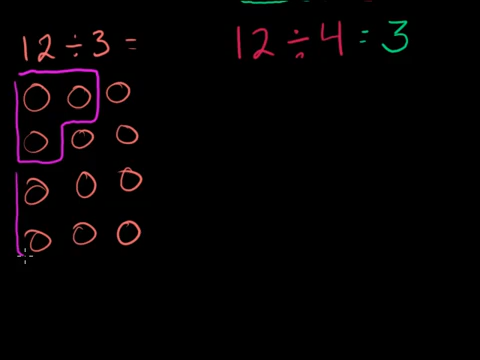 12 ÷ 3 =
12 ÷ 4 = 3